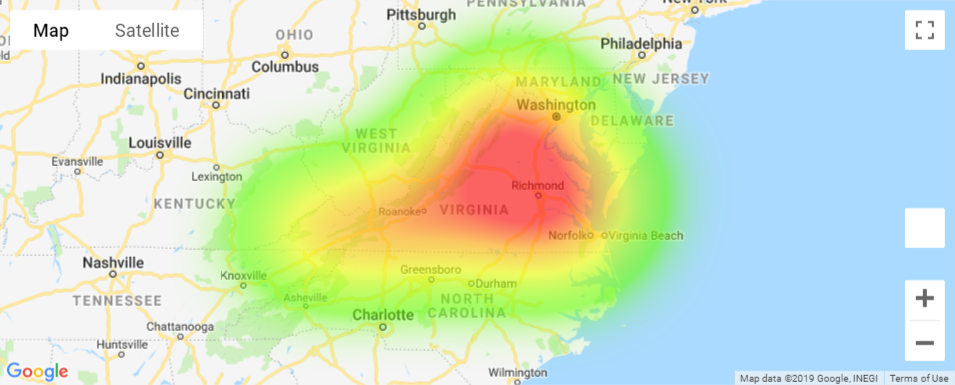 Map
Satellite
Pittsburgh
PENNSYLVANIA
New York
OHIO
Columbus
Philadelphia
Indianapolis
MARYLAND
NEW JERSEY
Cincinnati
Washington
DELAWARE
WEST
VIRGINIA
Louisville
Evansville
Lexington
Richmond
KENTUCKY
Roanoke
VIRGINIA
Norfolk
Virginia Beach
Nashville
Knoxville
Greensboro
Durham
TENNESSEE
Asheville
NORTH
CAROLINA
Charlotte
Chattanooga
Huntsville
Wilmington
Google
Map data ©2019 Google, INEGI
Terms of Use